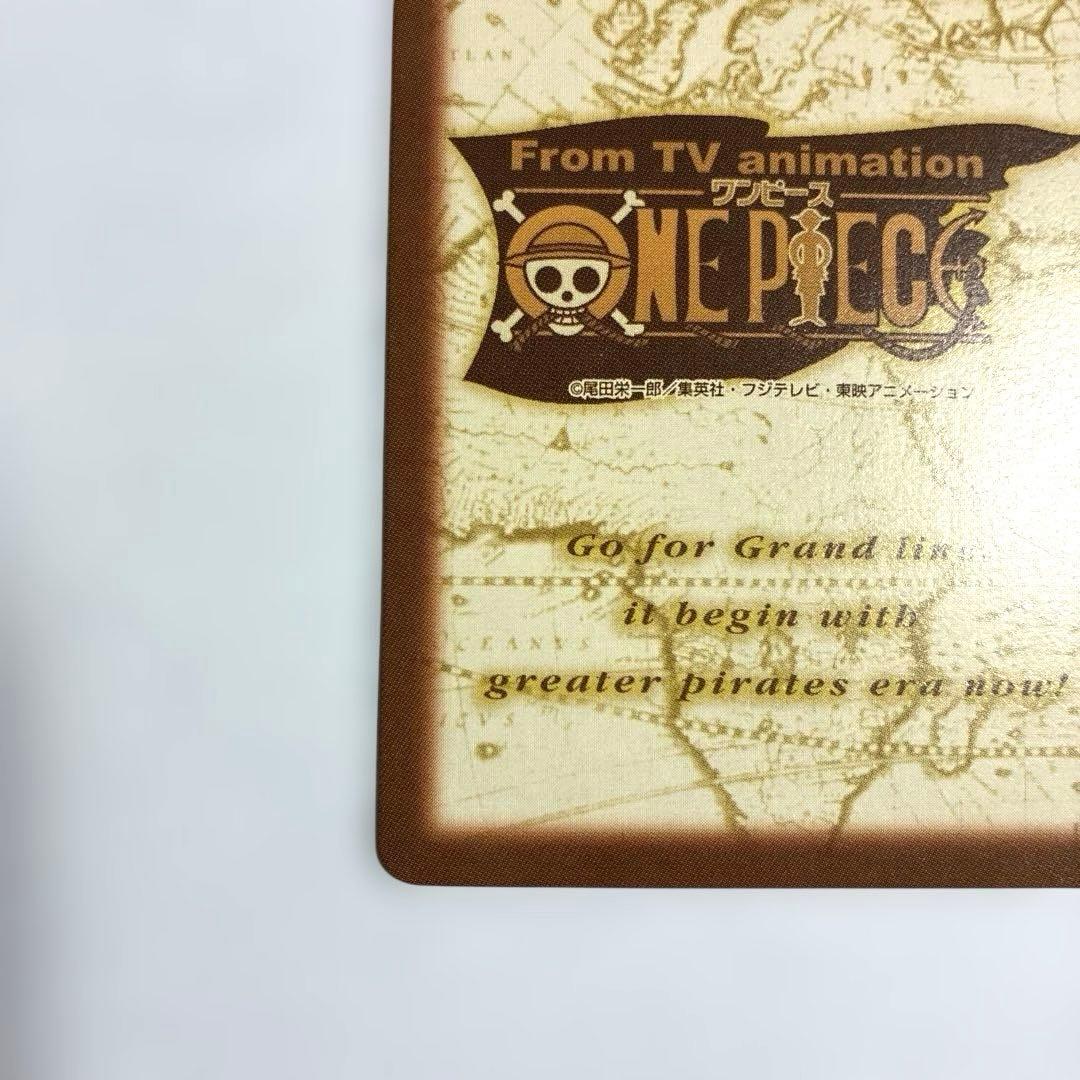 TLAN
From TV animation
ワンピース
ONE PIECE
©尾田栄一郎／集英社・フジテレビ・東映アニメーション
Go for Grand line.
it begin with
greater pirates era now!